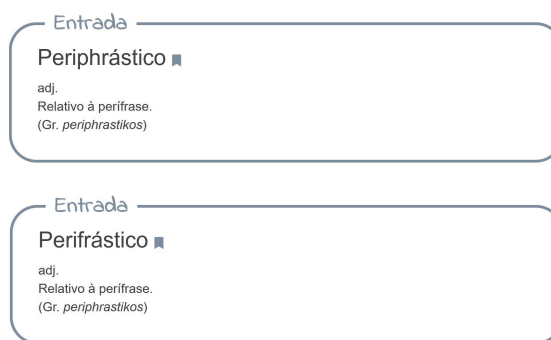 Entrada
Periphrástico
adj.
Relativo à perífrase.
(Gr. periphrastikos)
Entrada
Perifrástico
adj.
Relativo à perífrase.
(Gr. periphrastikos)